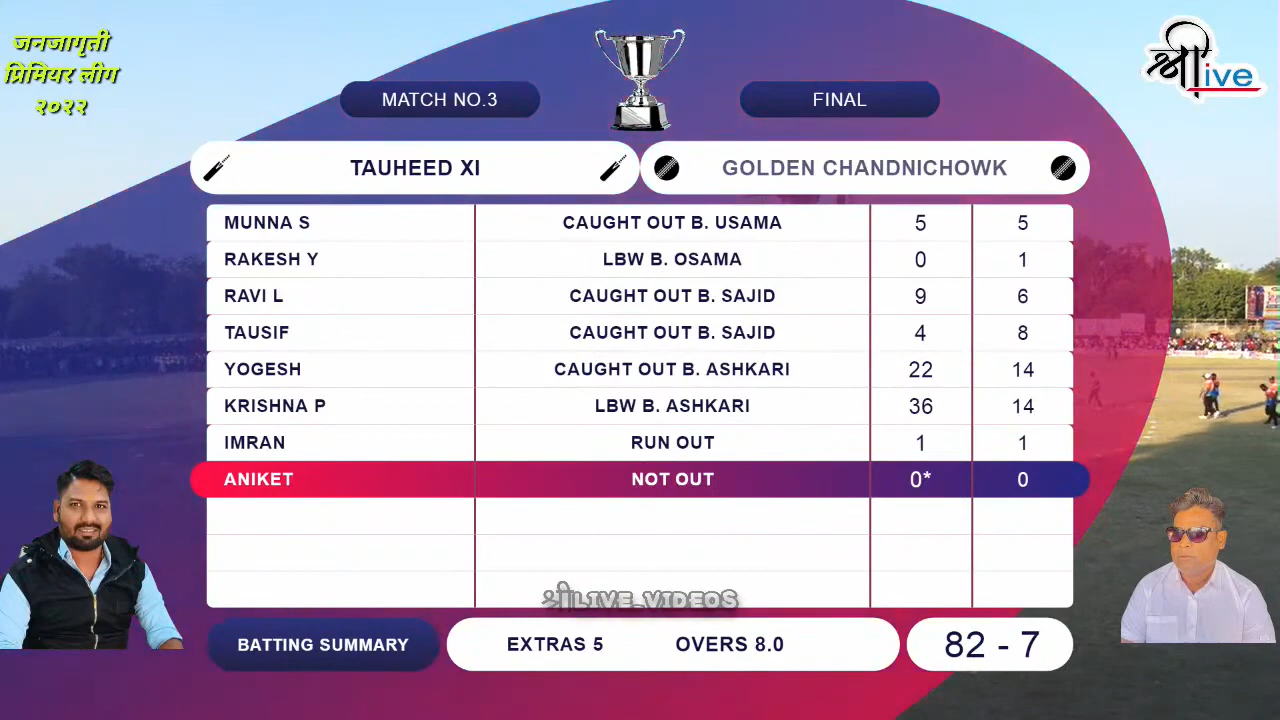 जनजागृती
प्रिमियर लीग
२०२२
श्रीlive
MATCH NO.3
FINAL
TAUHEED XI
GOLDEN CHANDNICHOWK
MUNNA S CAUGHT OUT B. USAMA 5 5
RAKESH Y LBW B. OSAMA 0 1
RAVI L CAUGHT OUT B. SAJID 9 6
TAUSIF CAUGHT OUT B. SAJID 4 8
YOGESH CAUGHT OUT B. ASHKARI 22 14
KRISHNA P LBW B. ASHKARI 36 14
IMRAN RUN OUT 1 1
ANIKET NOT OUT 0* 0
श्रीLIVE VIDEOS
BATTING SUMMARY EXTRAS 5 OVERS 8.0 82 - 7